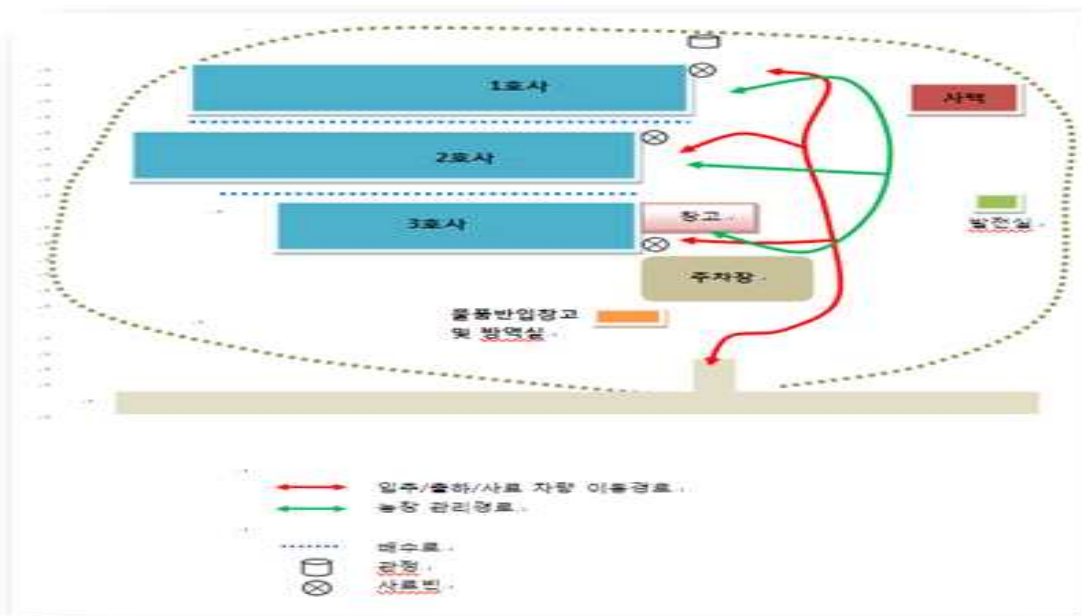 1호사
사택
2호사
창고
3호사
발전실
주차장
물품반입창고
및 방역실
입추/출하/사료 차량 이동경로
농장 관리경로
배수로
관정
사료빈